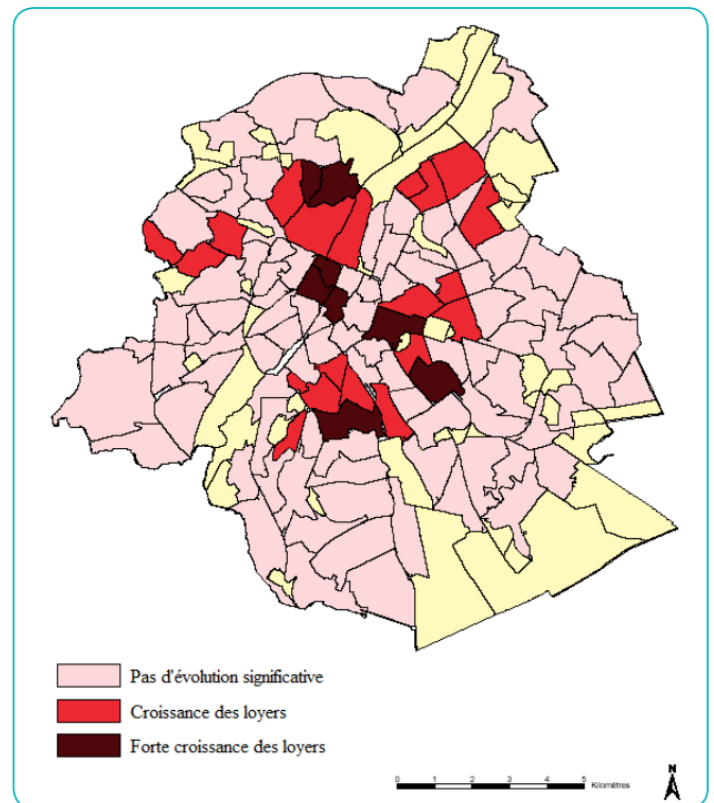 Pas d'évolution significative
Croissance des loyers
Forte croissance des loyers
0 1 2 3 4 5 Kilomètres
N